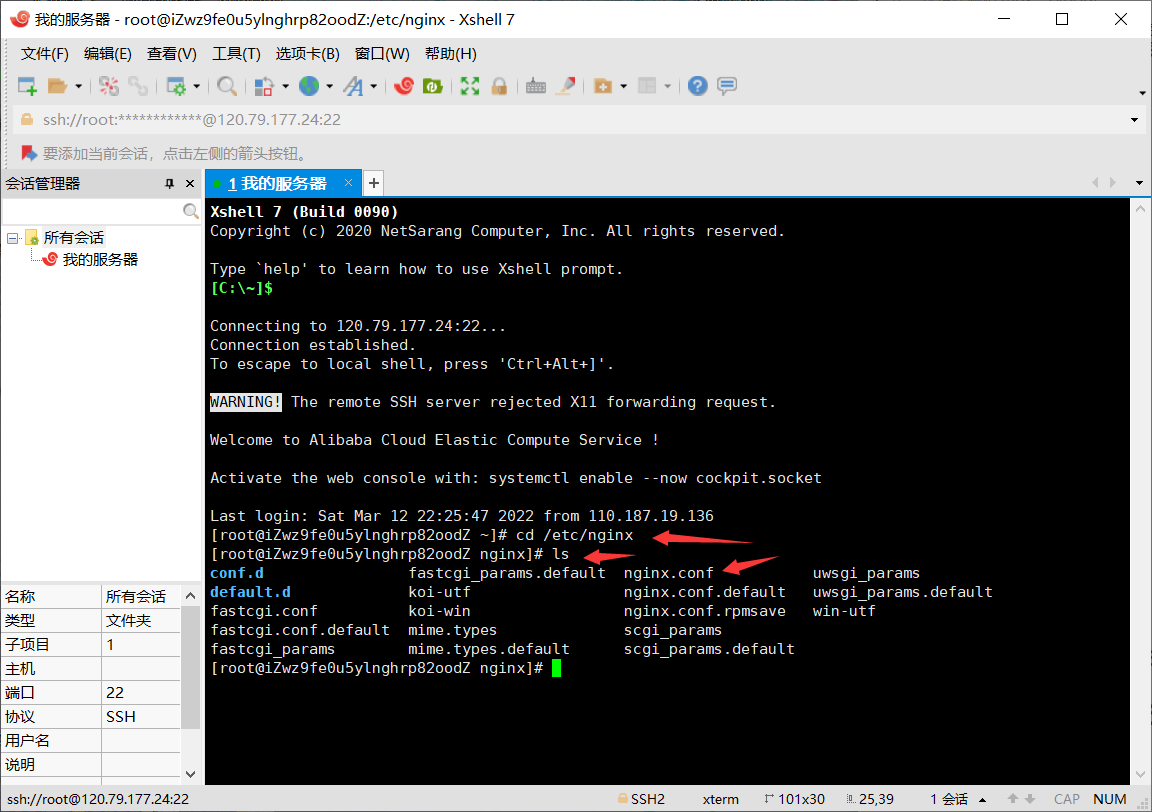 我的服务器 - root@iZwz9fe0u5ylnghrp82oodZ:/etc/nginx - Xshell 7
文件(F) 编辑(E) 查看(V) 工具(T) 选项卡(B) 窗口(W) 帮助(H)
ssh://root:************@120.79.177.24:22
要添加当前会话，点击左侧的箭头按钮。
会话管理器
所有会话
我的服务器
名称 所有会话
类型 文件夹
子项目 1
主机
端口 22
协议 SSH
用户名
说明
1 我的服务器
Xshell 7 (Build 0090)
Copyright (c) 2020 NetSarang Computer, Inc. All rights reserved.
Type `help' to learn how to use Xshell prompt.
[C:\~]$
Connecting to 120.79.177.24:22...
Connection established.
To escape to local shell, press 'Ctrl+Alt+]'.
WARNING! The remote SSH server rejected X11 forwarding request.
Welcome to Alibaba Cloud Elastic Compute Service !
Activate the web console with: systemctl enable --now cockpit.socket
Last login: Sat Mar 12 22:25:47 2022 from 110.187.19.136
[root@iZwz9fe0u5ylnghrp82oodZ ~]# cd /etc/nginx
[root@iZwz9fe0u5ylnghrp82oodZ nginx]# ls
conf.d fastcgi_params.default nginx.conf uwsgi_params
default.d koi-utf nginx.conf.default uwsgi_params.default
fastcgi.conf koi-win nginx.conf.rpmsave win-utf
fastcgi.conf.default mime.types scgi_params
fastcgi_params mime.types.default scgi_params.default
[root@iZwz9fe0u5ylnghrp82oodZ nginx]#
ssh://root@120.79.177.24:22 SSH2 xterm 101x30 25,39 1 会话 CAP NUM